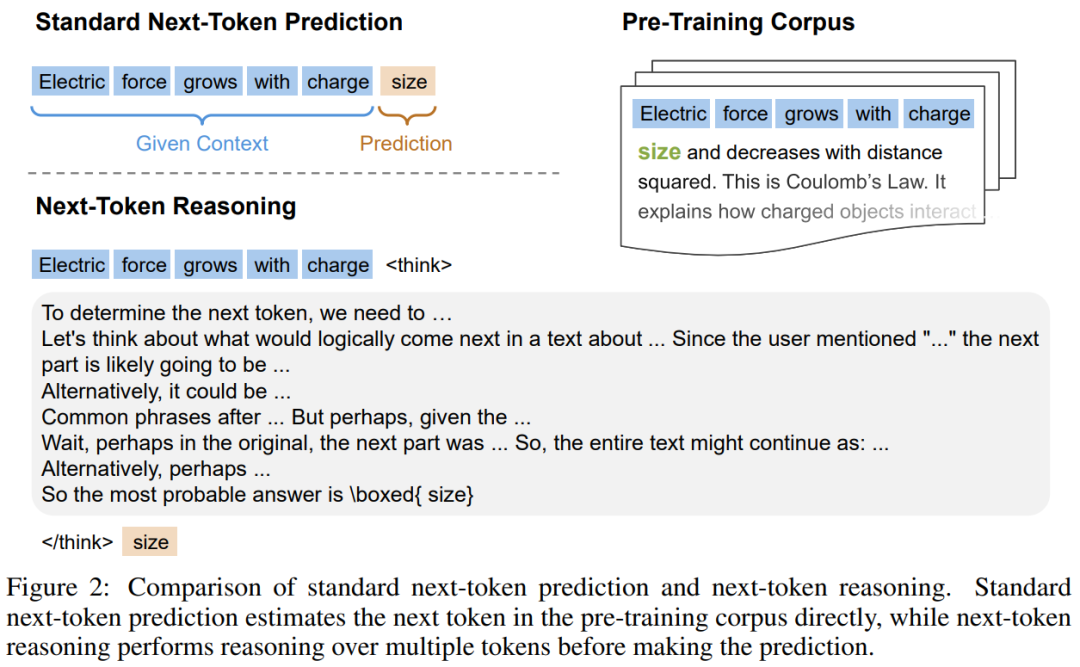 Standard Next-Token Prediction
Electric force grows with charge size
Given Context
Prediction
Pre-Training Corpus
Electric force grows with charge
size and decreases with distance
squared. This is Coulomb's Law. It
explains how charged objects interact ...
Next-Token Reasoning
Electric force grows with charge <think>
To determine the next token, we need to …
Let's think about what would logically come next in a text about ... Since the user mentioned "..." the next
part is likely going to be ...
Alternatively, it could be ...
Common phrases after ... But perhaps, given the ...
Wait, perhaps in the original, the next part was ... So, the entire text might continue as: ...
Alternatively, perhaps ...
So the most probable answer is \boxed{ size}
</think> size
Figure 2: Comparison of standard next-token prediction and next-token reasoning. Standard
next-token prediction estimates the next token in the pre-training corpus directly, while next-token
reasoning performs reasoning over multiple tokens before making the prediction.